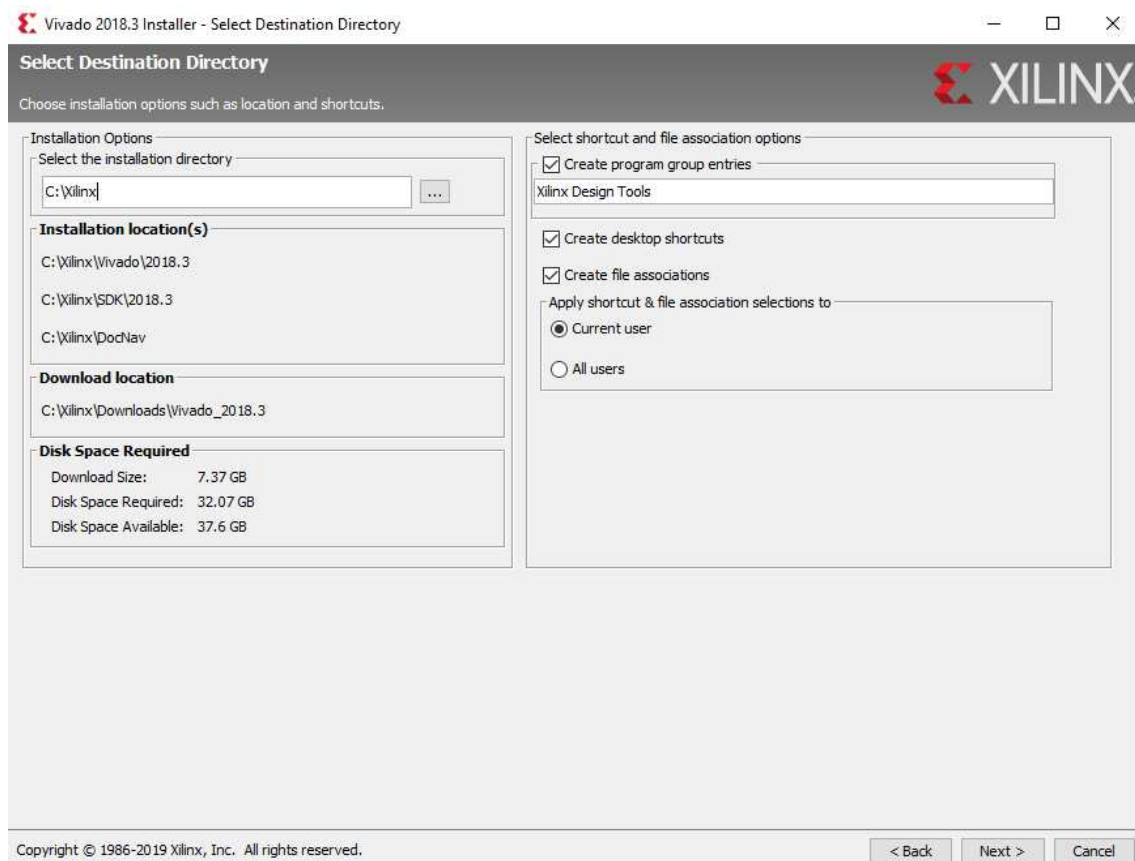 Vivado 2018.3 Installer - Select Destination Directory
Select Destination Directory
Choose installation options such as location and shortcuts.
XILINX
Installation Options
Select the installation directory
C:\Xilinx
...
Installation location(s)
C:\Xilinx\Vivado\2018.3
C:\Xilinx\SDK\2018.3
C:\Xilinx\DocNav
Download location
C:\Xilinx\Downloads\Vivado_2018.3
Disk Space Required
Download Size: 7.37 GB
Disk Space Required: 32.07 GB
Disk Space Available: 37.6 GB
Select shortcut and file association options
Create program group entries
Xilinx Design Tools
Create desktop shortcuts
Create file associations
Apply shortcut & file association selections to
Current user
All users
Copyright © 1986-2019 Xilinx, Inc. All rights reserved.
< Back Next > Cancel